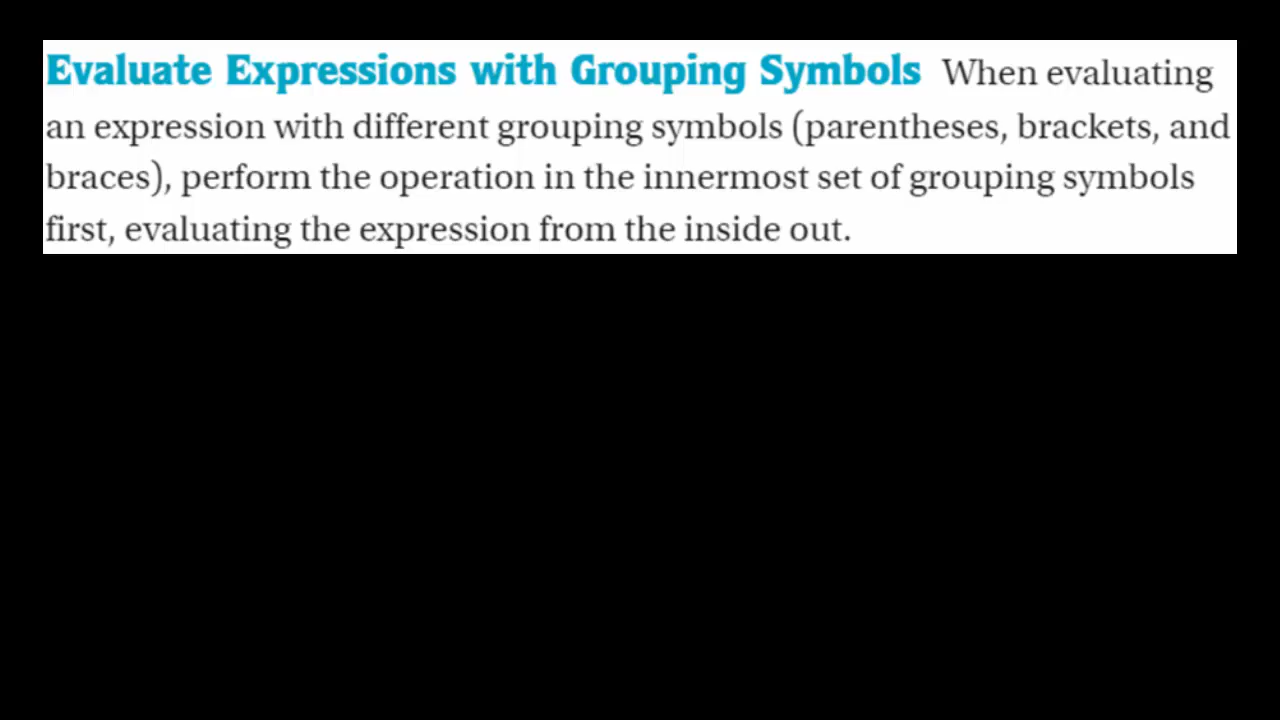 Evaluate Expressions with Grouping Symbols When evaluating
an expression with different grouping symbols (parentheses, brackets, and
braces), perform the operation in the innermost set of grouping symbols
first, evaluating the expression from the inside out.